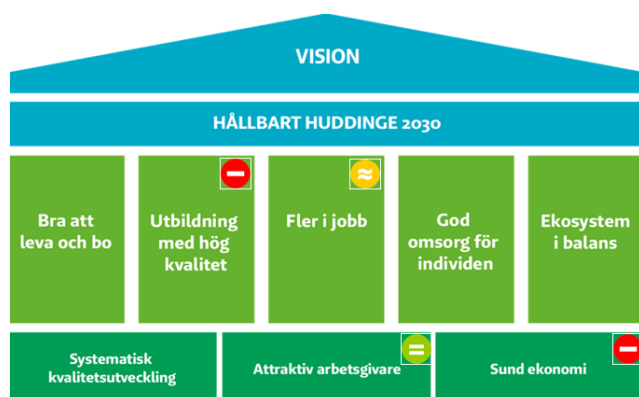 VISION
HÅLLBART HUDDINGE 2030
Bra att
leva och bo
Utbildning
med hög
kvalitet
Fler i jobb
God
omsorg för
individen
Ekosystem
i balans
Systematisk
kvalitetsutveckling
Attraktiv arbetsgivare
Sund ekonomi